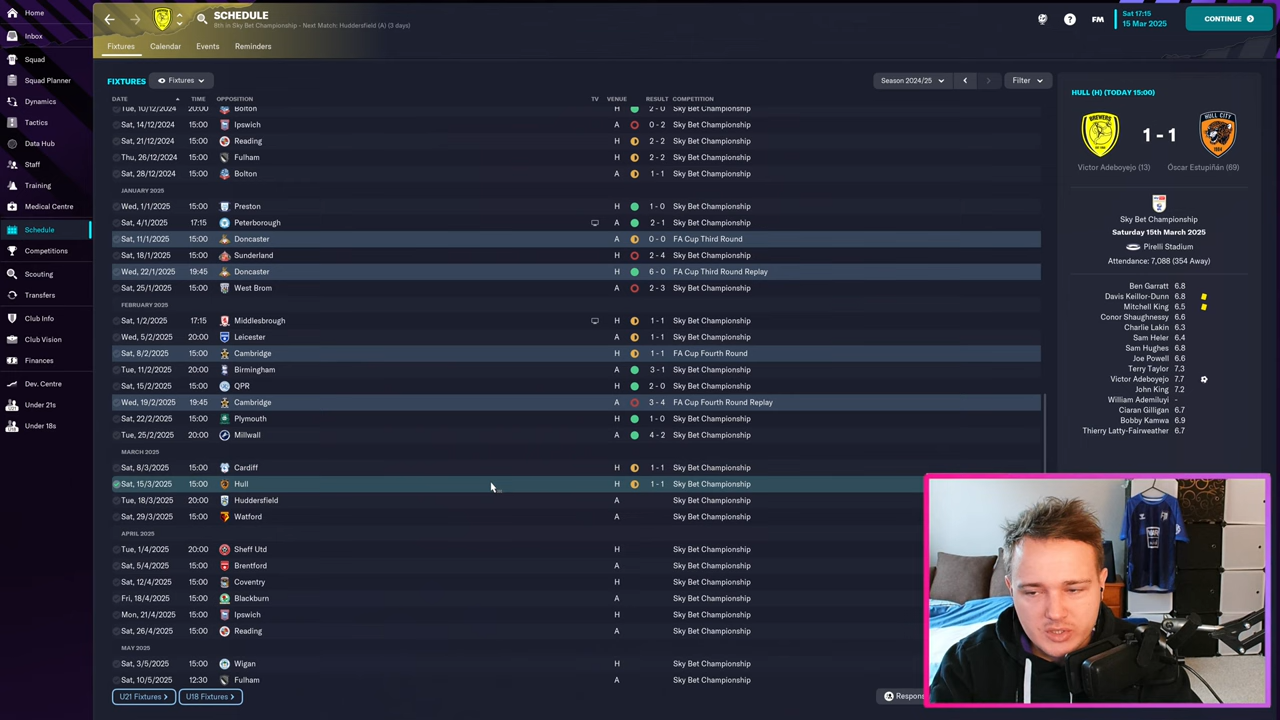 Home
Inbox
Squad
Squad Planner
Dynamics
Tactics
Data Hub
Staff
Training
Medical Centre
Schedule
Competitions
Scouting
Transfers
Club Info
Club Vision
Finances
Dev. Centre
Under 21s
Under 18s
SCHEDULE
8th in Sky Bet Championship - Next Match: Huddersfield (A) (3 days)
FM
Sat 17:15
15 Mar 2025
CONTINUE
Fixtures Calendar Events Reminders
FIXTURES Fixtures Season 2024/25 Filter
DATE TIME OPPOSITION TV VENUE RESULT COMPETITION
Tue, 10/12/2024 20:00 Bolton H 2 - 0 Sky Bet Championship
Sat, 14/12/2024 15:00 Ipswich A 0 - 2 Sky Bet Championship
Sat, 21/12/2024 15:00 Reading H 2 - 2 Sky Bet Championship
Thu, 26/12/2024 15:00 Fulham H 2 - 2 Sky Bet Championship
Sat, 28/12/2024 15:00 Bolton A 1 - 1 Sky Bet Championship
JANUARY 2025
Wed, 1/1/2025 15:00 Preston H 1 - 0 Sky Bet Championship
Sat, 4/1/2025 17:15 Peterborough A 2 - 1 Sky Bet Championship
Sat, 11/1/2025 15:00 Doncaster A 0 - 0 FA Cup Third Round
Sat, 18/1/2025 15:00 Sunderland H 2 - 4 Sky Bet Championship
Wed, 22/1/2025 19:45 Doncaster H 6 - 0 FA Cup Third Round Replay
Sat, 25/1/2025 15:00 West Brom A 2 - 3 Sky Bet Championship
FEBRUARY 2025
Sat, 1/2/2025 17:15 Middlesbrough H 1 - 1 Sky Bet Championship
Wed, 5/2/2025 20:00 Leicester A 1 - 1 Sky Bet Championship
Sat, 8/2/2025 15:00 Cambridge H 1 - 1 FA Cup Fourth Round
Tue, 11/2/2025 20:00 Birmingham A 3 - 1 Sky Bet Championship
Sat, 15/2/2025 15:00 QPR H 2 - 0 Sky Bet Championship
Wed, 19/2/2025 19:45 Cambridge A 3 - 4 FA Cup Fourth Round Replay
Sat, 22/2/2025 15:00 Plymouth H 1 - 0 Sky Bet Championship
Tue, 25/2/2025 20:00 Millwall A 4 - 2 Sky Bet Championship
MARCH 2025
Sat, 8/3/2025 15:00 Cardiff H 1 - 1 Sky Bet Championship
Sat, 15/3/2025 15:00 Hull H 1 - 1 Sky Bet Championship
Tue, 18/3/2025 20:00 Huddersfield A Sky Bet Championship
Sat, 29/3/2025 15:00 Watford A Sky Bet Championship
APRIL 2025
Tue, 1/4/2025 20:00 Sheff Utd H Sky Bet Championship
Sat, 5/4/2025 15:00 Brentford A Sky Bet Championship
Sat, 12/4/2025 15:00 Coventry H Sky Bet Championship
Fri, 18/4/2025 15:00 Blackburn A Sky Bet Championship
Mon, 21/4/2025 15:00 Ipswich H Sky Bet Championship
Sat, 26/4/2025 15:00 Reading A Sky Bet Championship
MAY 2025
Sat, 3/5/2025 15:00 Wigan H Sky Bet Championship
Sat, 10/5/2025 12:30 Fulham A Sky Bet Championship
U21 Fixtures U18 Fixtures Respon
HULL (H) (TODAY 15:00)
BREWERS
HULL CITY
1904
1 - 1
Victor Adeboyejo (13) Óscar Estupiñán (69)
Sky Bet Championship
Saturday 15th March 2025
Pirelli Stadium
Attendance: 7,088 (354 Away)
Ben Garratt 6.8
Davis Keillor-Dunn 6.8
Mitchell King 6.5
Conor Shaughnessy 6.6
Charlie Lakin 6.3
Sam Heler 6.4
Sam Hughes 6.8
Joe Powell 6.6
Terry Taylor 7.3
Victor Adeboyejo 7.7
John King 7.2
William Ademiluyi -
Ciaran Gilligan 6.7
Bobby Kamwa 6.9
Thierry Latty-Fairweather 6.7